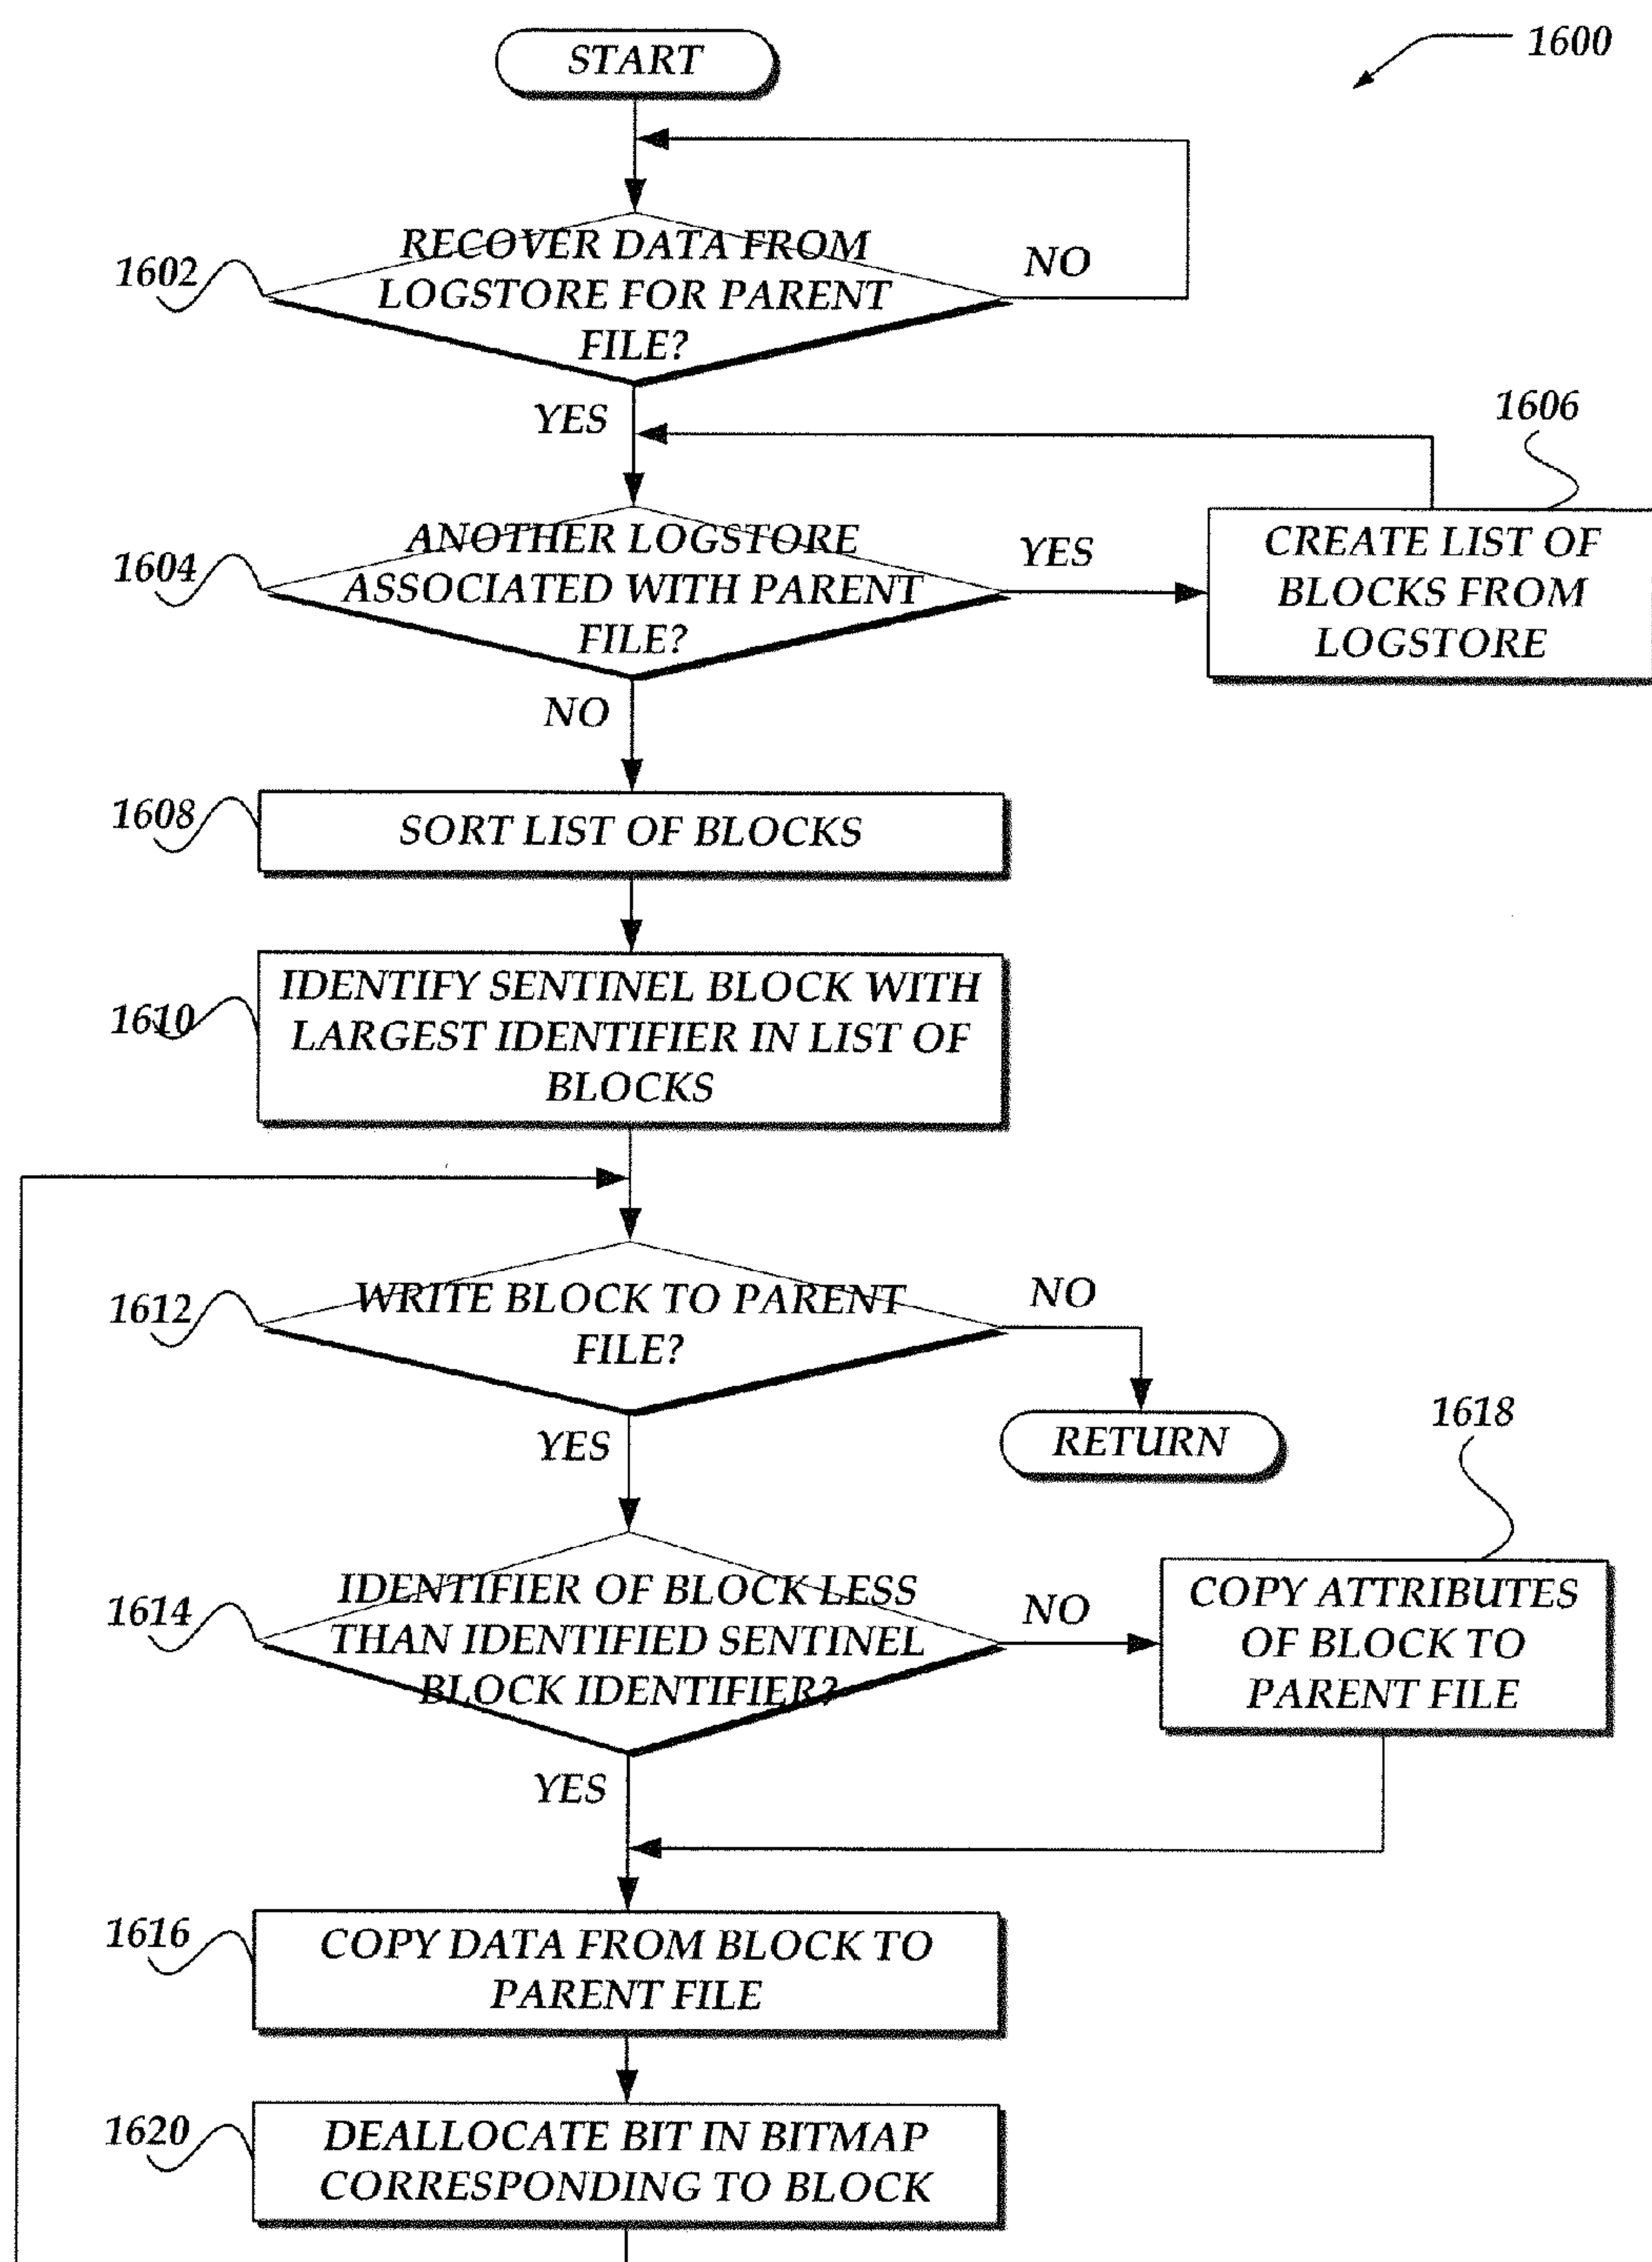 START
1600
RECOVER DATA FROM
LOGSTORE FOR PARENT
FILE?
1602
NO
YES
1606
ANOTHER LOGSTORE
ASSOCIATED WITH PARENT
FILE?
1604
YES
CREATE LIST OF
BLOCKS FROM
LOGSTORE
NO
1608
SORT LIST OF BLOCKS
1610
IDENTIFY SENTINEL BLOCK WITH
LARGEST IDENTIFIER IN LIST OF
BLOCKS
1612
WRITE BLOCK TO PARENT
FILE?
NO
RETURN
YES
1618
1614
IDENTIFIER OF BLOCK LESS
THAN IDENTIFIED SENTINEL
BLOCK IDENTIFIER?
NO
COPY ATTRIBUTES
OF BLOCK TO
PARENT FILE
YES
1616
COPY DATA FROM BLOCK TO
PARENT FILE
1620
DEALLOCATE BIT IN BITMAP
CORRESPONDING TO BLOCK